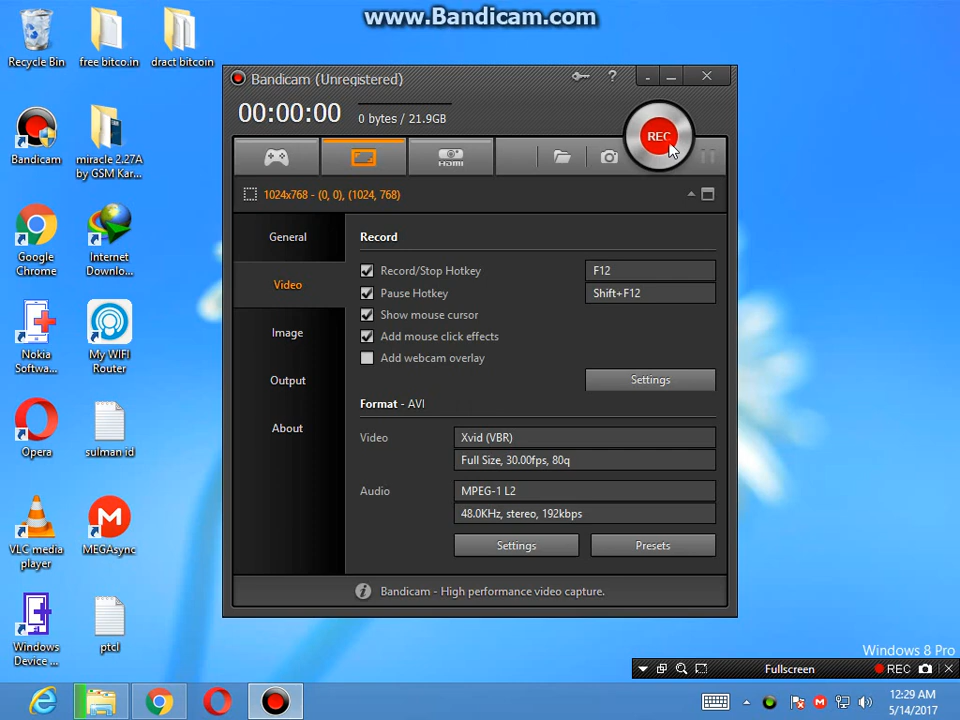 www.Bandicam.com
Recycle Bin
free bitco.in
dract bitcoin
Bandicam
miracle 2.27A
by GSM Kar...
Google
Chrome
Internet
Downlo...
Nokia
Softwa...
My WIFI
Router
Opera
sulman id
VLC media
player
MEGAsync
Windows
Device ...
ptcl
Bandicam (Unregistered)
?
00:00:00
0 bytes / 21.9GB
REC
HDMI
1024x768 - (0, 0), (1024, 768)
General
Video
Image
Output
About
Record
Record/Stop Hotkey
F12
Pause Hotkey
Shift+F12
Show mouse cursor
Add mouse click effects
Add webcam overlay
Settings
Format - AVI
Video
Xvid (VBR)
Full Size, 30.00fps, 80q
Audio
MPEG-1 L2
48.0KHz, stereo, 192kbps
Settings
Presets
Bandicam - High performance video capture.
Windows 8 Pro
Fullscreen
REC
12:29 AM
5/14/2017